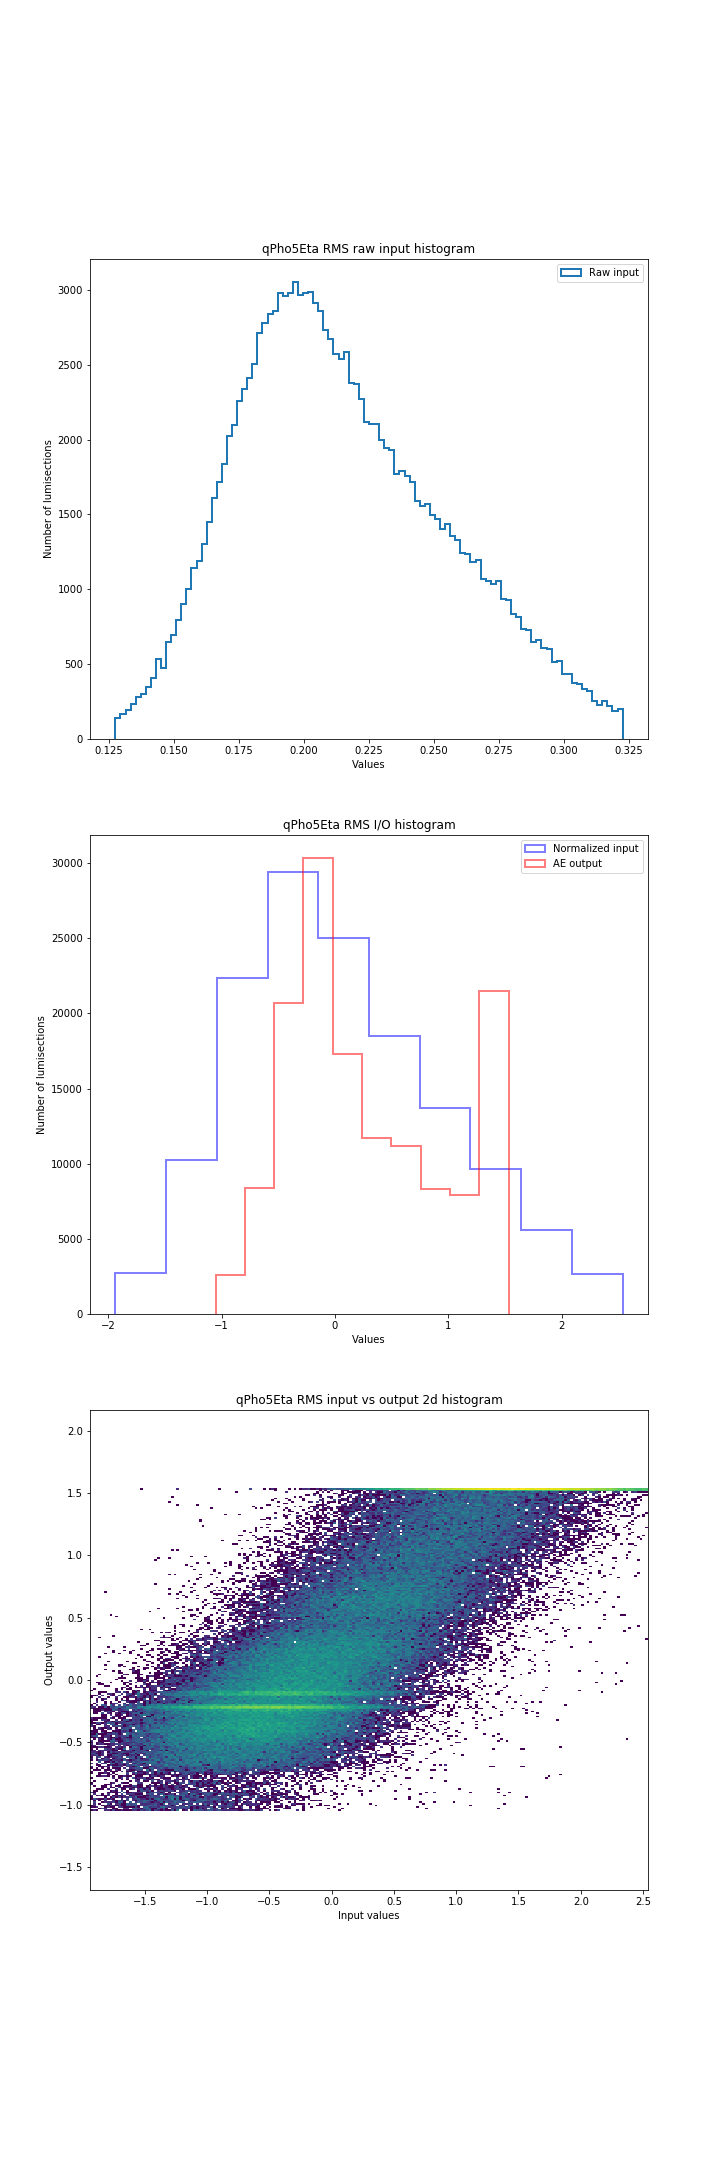 qPho5Eta RMS raw input histogram
Raw input
3000
2500
2000
1500
1000
500
0
Number of lumisections
0.125 0.150 0.175 0.200 0.225 0.250 0.275 0.300 0.325
Values
qPho5Eta RMS I/O histogram
Normalized input
AE output
30000
25000
20000
15000
10000
5000
0
Number of lumisections
−2 −1 0 1 2
Values
qPho5Eta RMS input vs output 2d histogram
2.0
1.5
1.0
0.5
0.0
−0.5
−1.0
−1.5
Output values
−1.5 −1.0 −0.5 0.0 0.5 1.0 1.5 2.0 2.5
Input values